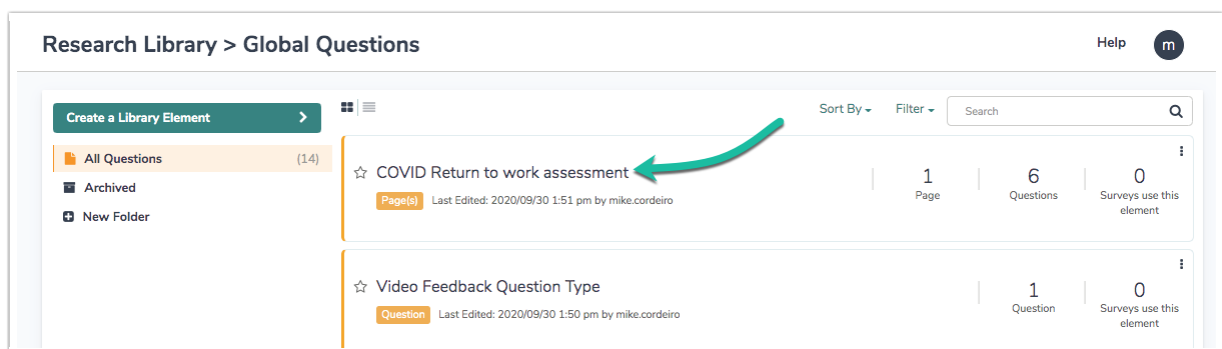 Research Library > Global Questions
Help
m
Create a Library Element
Sort By
Filter
Search
All Questions (14)
Archived
New Folder
COVID Return to work assessment
Page(s) Last Edited: 2020/09/30 1:51 pm by mike.cordeiro
1
Page
6
Questions
0
Surveys use this
element
Video Feedback Question Type
Question Last Edited: 2020/09/30 1:50 pm by mike.cordeiro
1
Question
0
Surveys use this
element